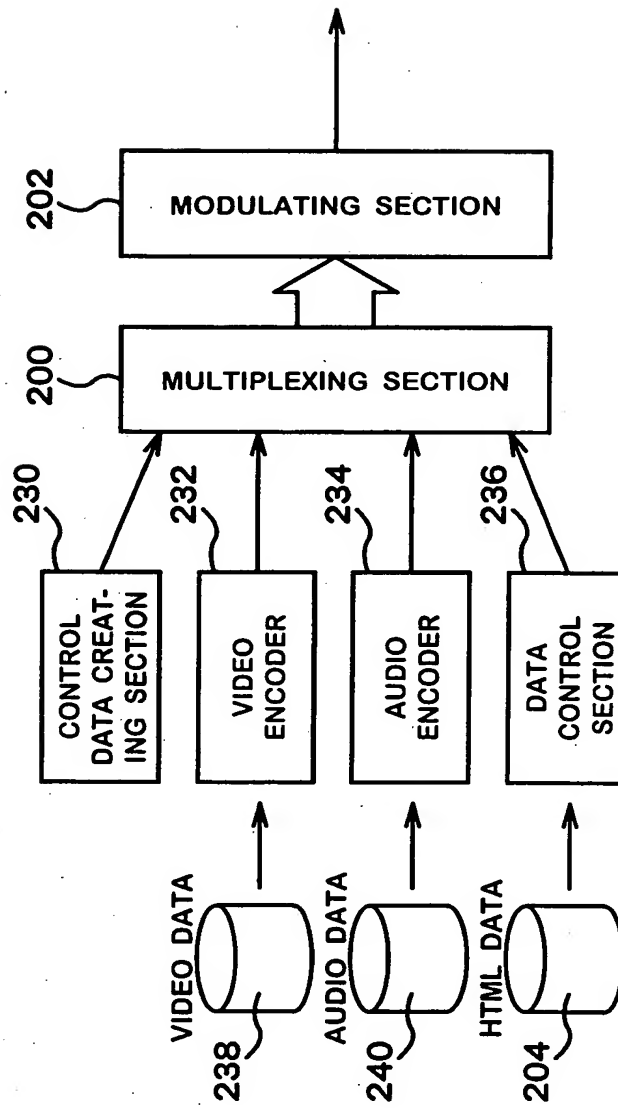 230
CONTROL
DATA CREAT-
ING SECTION
VIDEO DATA
238
232
VIDEO
ENCODER
AUDIO DATA
240
234
AUDIO
ENCODER
HTML DATA
204
236
DATA
CONTROL
SECTION
200
MULTIPLEXING SECTION
202
MODULATING SECTION